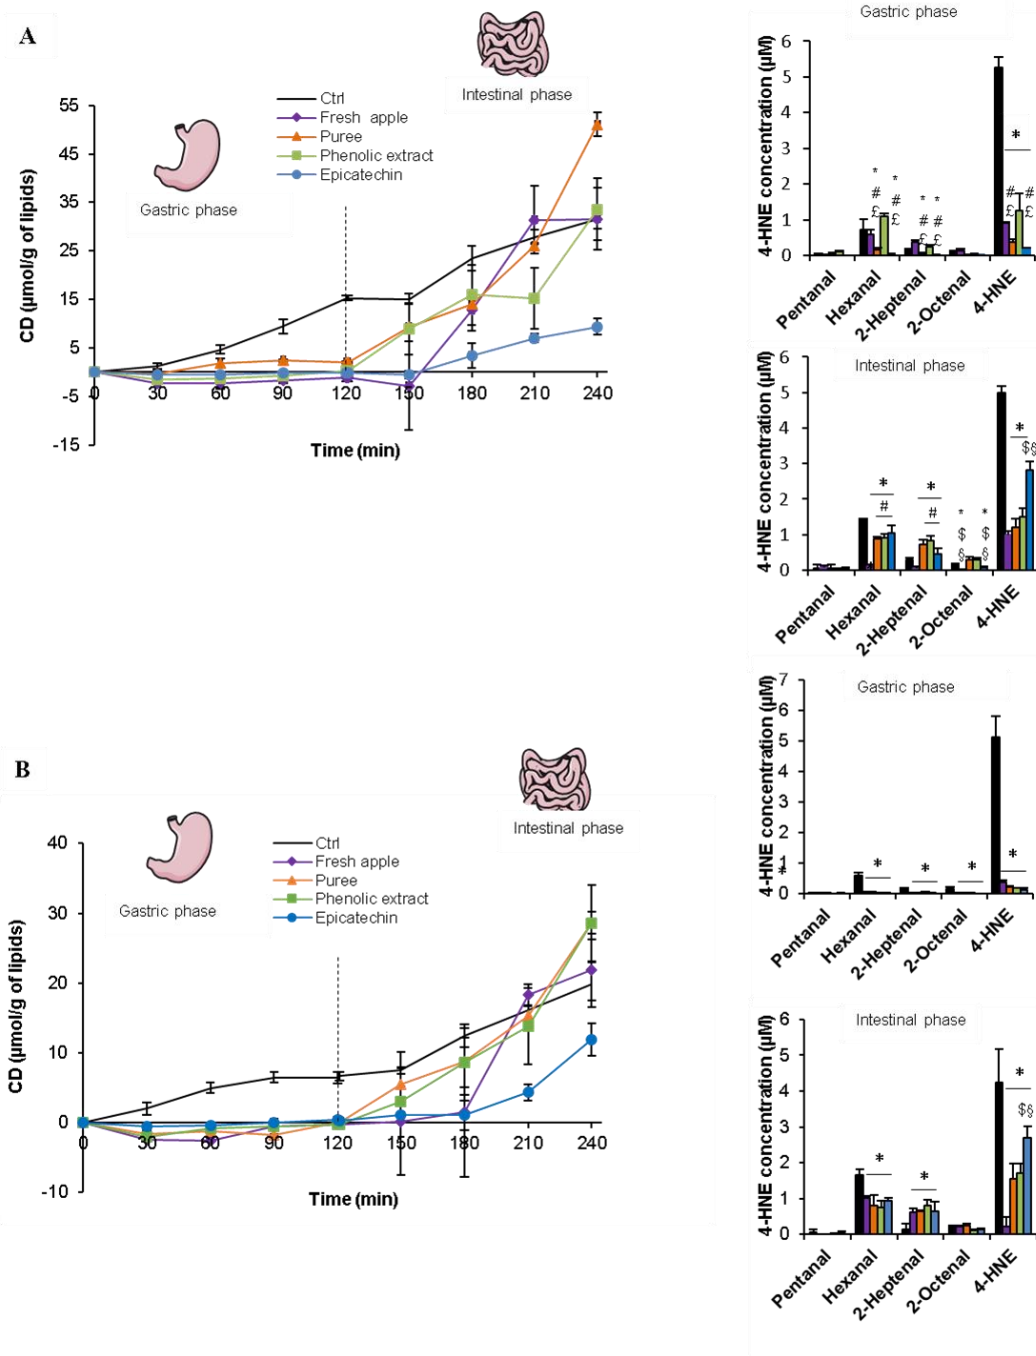 A
Gastric phase
Intestinal phase
Ctrl
Fresh apple
Puree
Phenolic extract
Epicatechin
Gastric phase
CD (µmol/g of lipids)
55
45
35
25
15
5
-5
-15
0 30 60 90 120 150 180 210 240
Time (min)
4-HNE concentration (µM)
6
5
4
3
2
1
0
* # £
* # £
* # £
* # £
*
# £
# £
Pentanal
Hexanal
2-Heptenal
2-Octenal
4-HNE
Intestinal phase
4-HNE concentration (µM)
6
5
4
3
2
1
0
*
#
*
#
* $ §
* $ §
*
$§
Pentanal
Hexanal
2-Heptenal
2-Octenal
4-HNE
B
Intestinal phase
Ctrl
Fresh apple
Puree
Phenolic extract
Epicatechin
Gastric phase
CD (µmol/g of lipids)
40
30
20
10
0
-10
0 30 60 90 120 150 180 210 240
Time (min)
Gastric phase
4-HNE concentration (µM)
7
6
5
4
3
2
1
0
*
*
*
*
*
Pentanal
Hexanal
2-Heptenal
2-Octenal
4-HNE
Intestinal phase
4-HNE concentration (µM)
6
5
4
3
2
1
0
*
*
*
$§
Pentanal
Hexanal
2-Heptenal
2-Octenal
4-HNE